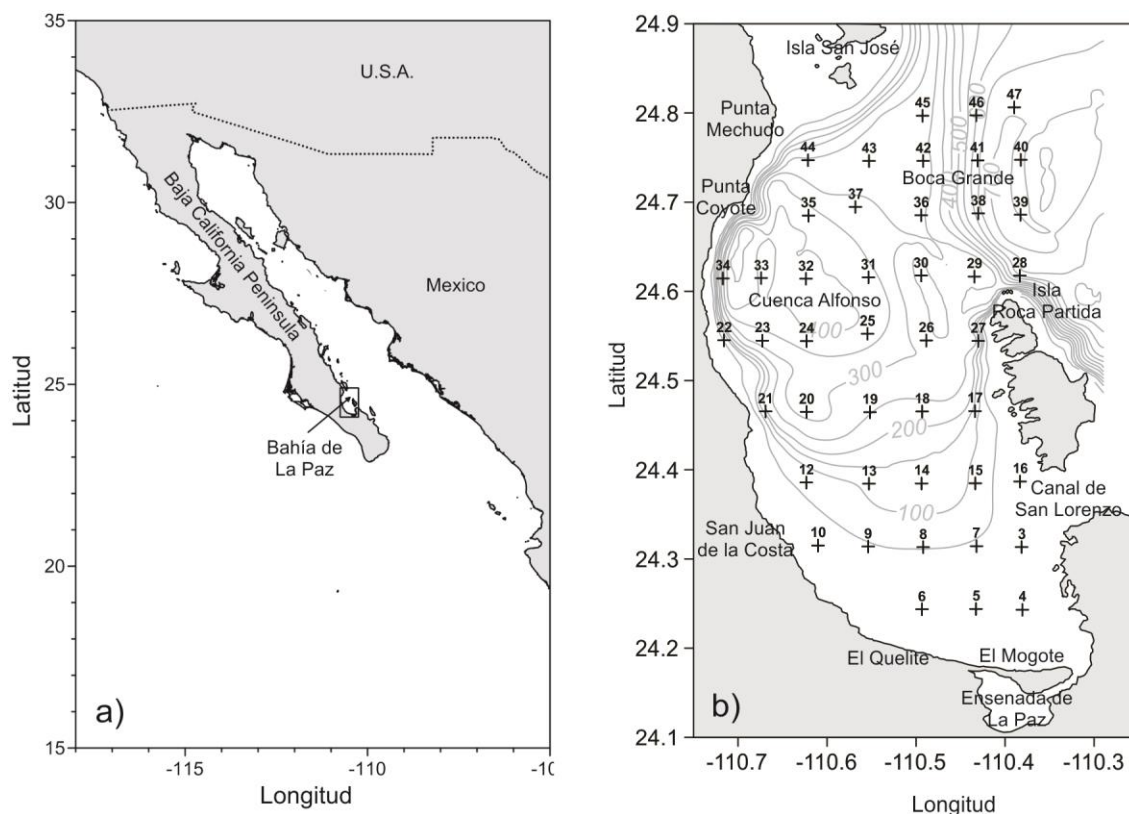 35
30
25
20
15
Latitud
-115
-110
-10
Longitud
U.S.A.
Baja California Peninsula
Mexico
Bahía de
La Paz
a)
24.9
24.8
24.7
24.6
24.5
24.4
24.3
24.2
24.1
Latitud
-110.7
-110.6
-110.5
-110.4
-110.3
Longitud
Isla San José
Punta
Mechudo
45 46 47
500
44 43 42 41 40
Boca Grande
Punta
Coyote
400
35 37 36 38 39
34 33 32 31 30 29 28
Cuenca Alfonso
Isla
Roca Partida
400
22 23 24 25 26 27
300
21 20 19 18 17
200
12 13 14 15 16
Canal de
San Lorenzo
100
San Juan
de la Costa
10 9 8 7 3
6 5 4
El Quelite
El Mogote
Ensenada de
La Paz
b)